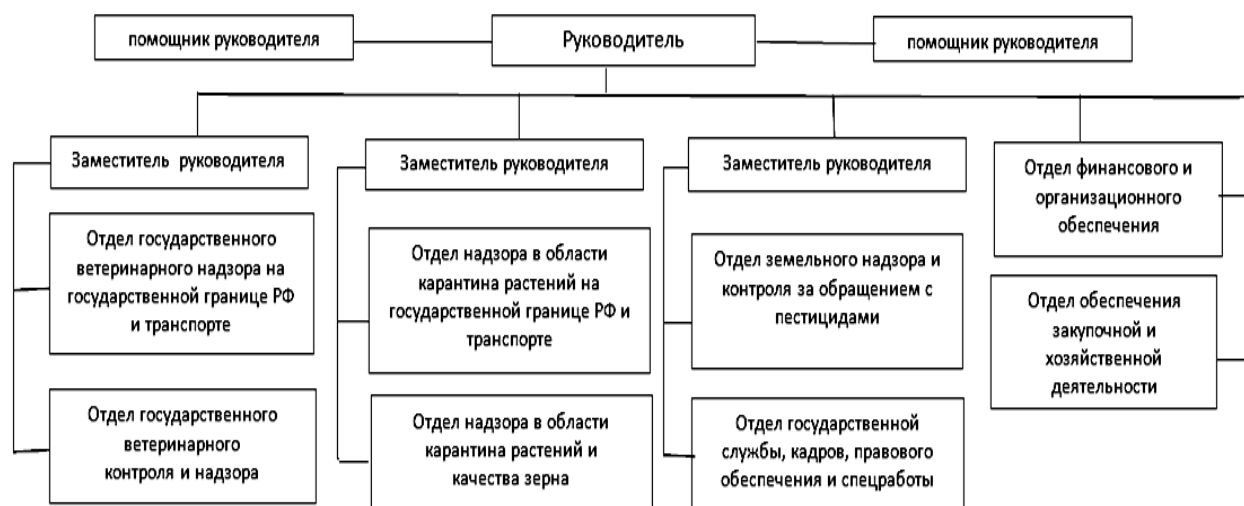 помощник руководителя
Руководитель
помощник руководителя
Заместитель руководителя
Отдел государственного
ветеринарного надзора на
государственной границе РФ
и транспорте
Отдел государственного
ветеринарного
контроля и надзора
Заместитель руководителя
Отдел надзора в области
карантина растений на
государственной границе РФ и
транспорте
Отдел надзора в области
карантина растений и
качества зерна
Заместитель руководителя
Отдел земельного надзора и
контроля за обращением с
пестицидами
Отдел государственной
службы, кадров, правового
обеспечения и спецработы
Отдел финансового и
организационного
обеспечения
Отдел обеспечения
закупочной и
хозяйственной
деятельности